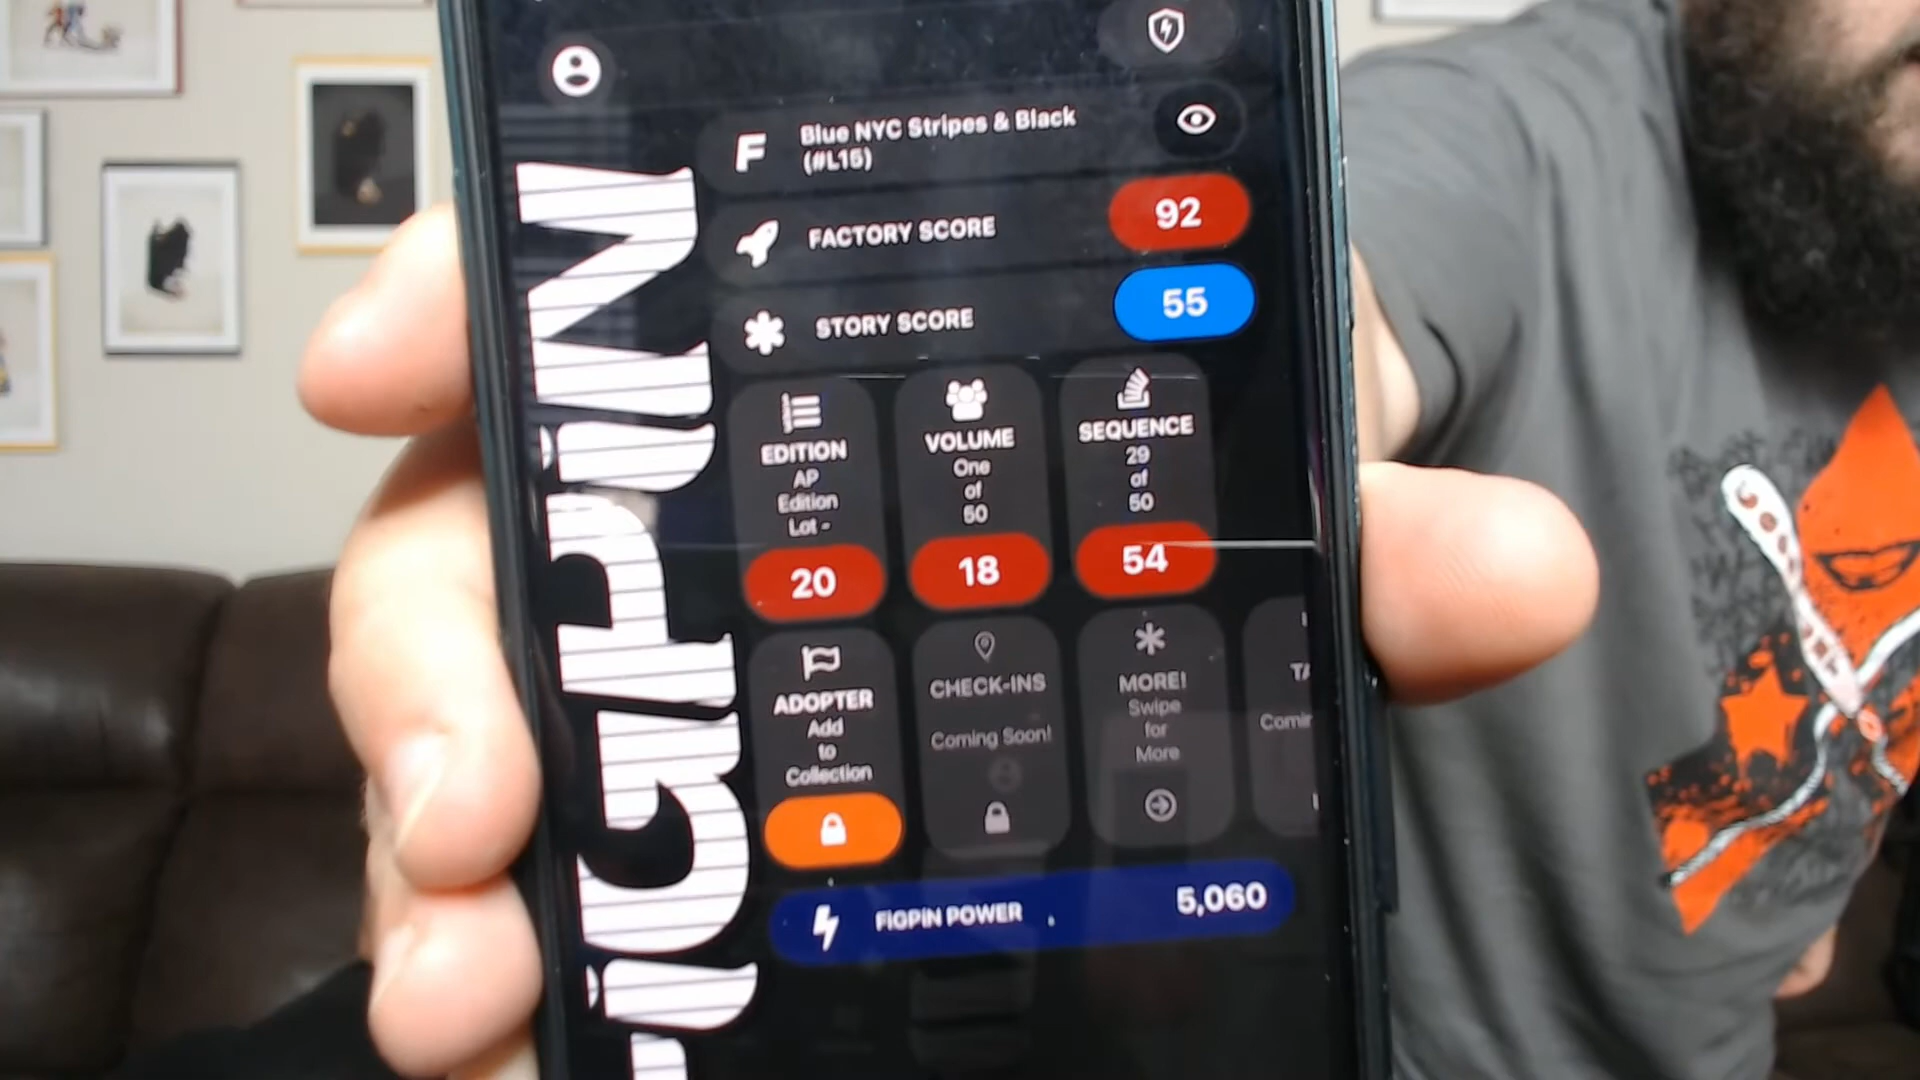 FiGPiN
F
Blue NYC Stripes & Black
(#L15)
FACTORY SCORE
92
STORY SCORE
55
EDITION
AP
Edition
Lot -
20
VOLUME
One
of
50
18
SEQUENCE
29
of
50
54
ADOPTER
Add
to
Collection
CHECK-INS
Coming Soon!
MORE!
Swipe
for
More
FiGPiN POWER
5,060